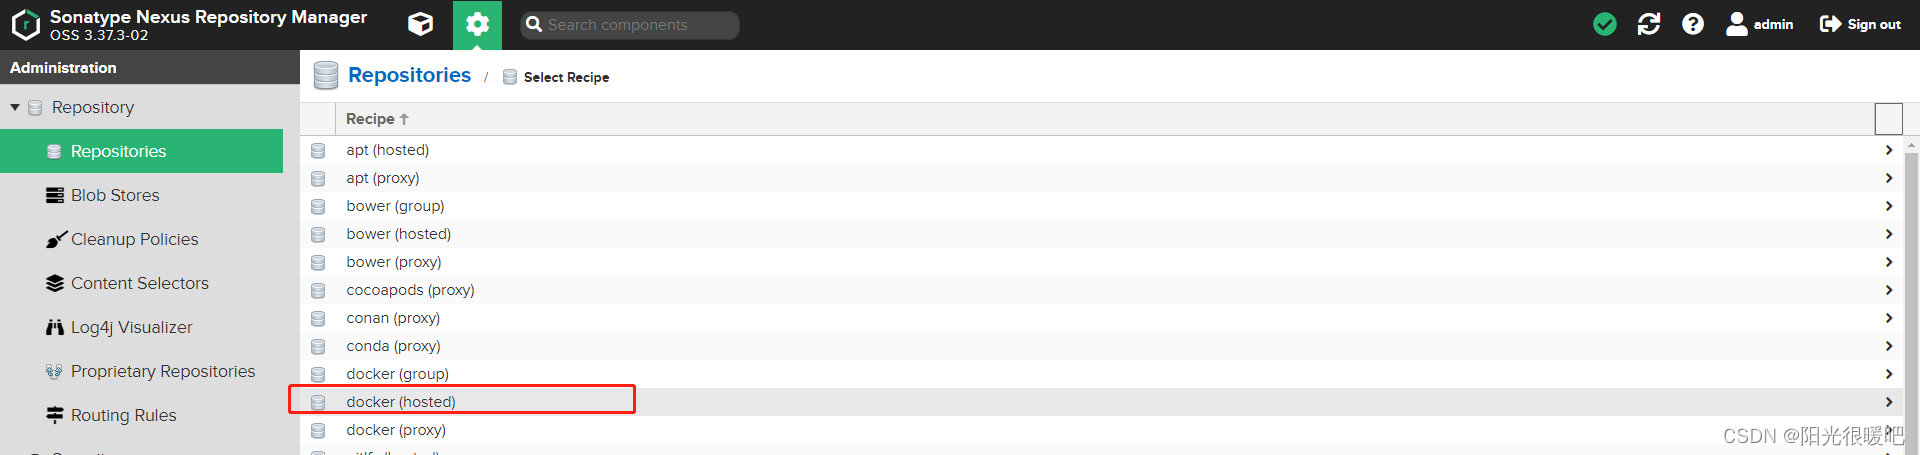 Sonatype Nexus Repository Manager
OSS 3.37.3-02
Search components
admin
Sign out
Administration
Repository
Repositories
Blob Stores
Cleanup Policies
Content Selectors
Log4j Visualizer
Proprietary Repositories
Routing Rules
Repositories / Select Recipe
Recipe
apt (hosted)
apt (proxy)
bower (group)
bower (hosted)
bower (proxy)
cocoapods (proxy)
conan (proxy)
conda (proxy)
docker (group)
docker (hosted)
docker (proxy)
CSDN @阳光很暖吧